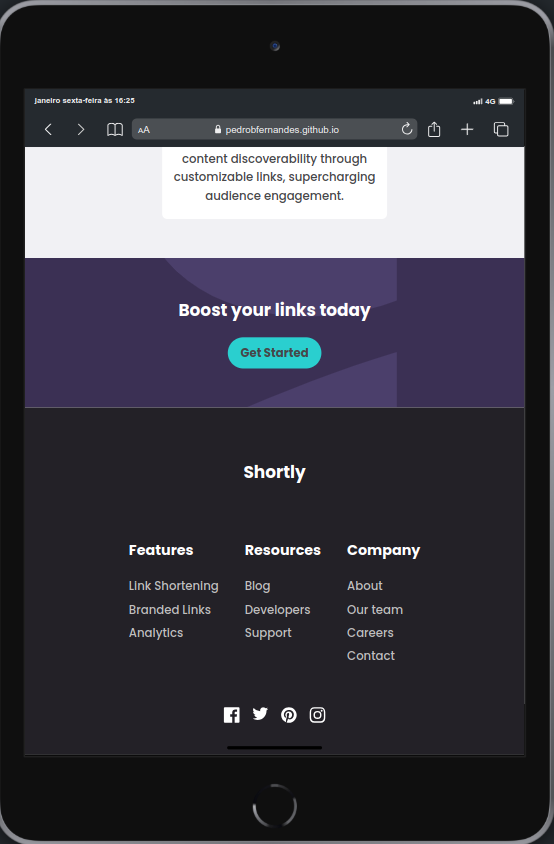 Janeiro sexta-feira às 16:25
4G
AA
pedrobfernandes.github.io
content discoverability through
customizable links, supercharging
audience engagement.
Boost your links today
Get Started
Shortly
Features
Link Shortening
Branded Links
Analytics
Resources
Blog
Developers
Support
Company
About
Our team
Careers
Contact